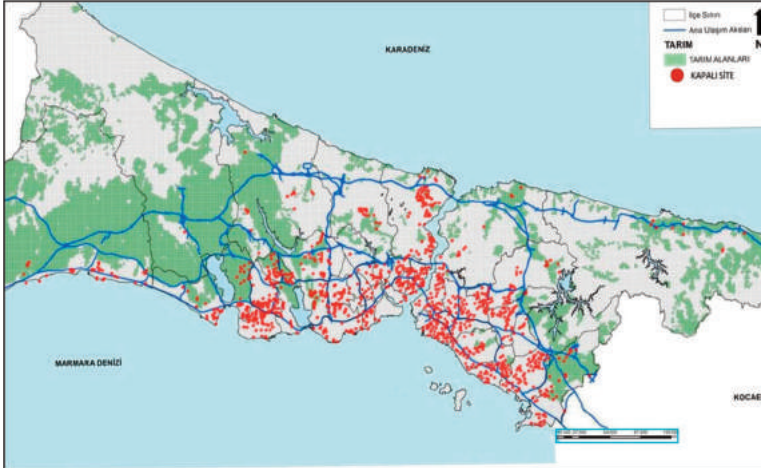 İlçe Sınırı
Ana Ulaşım Aksları
TARIM
N
TARIM ALANLARI
KAPALI SİTE
KARADENİZ
MARMARA DENİZİ
KOCAE